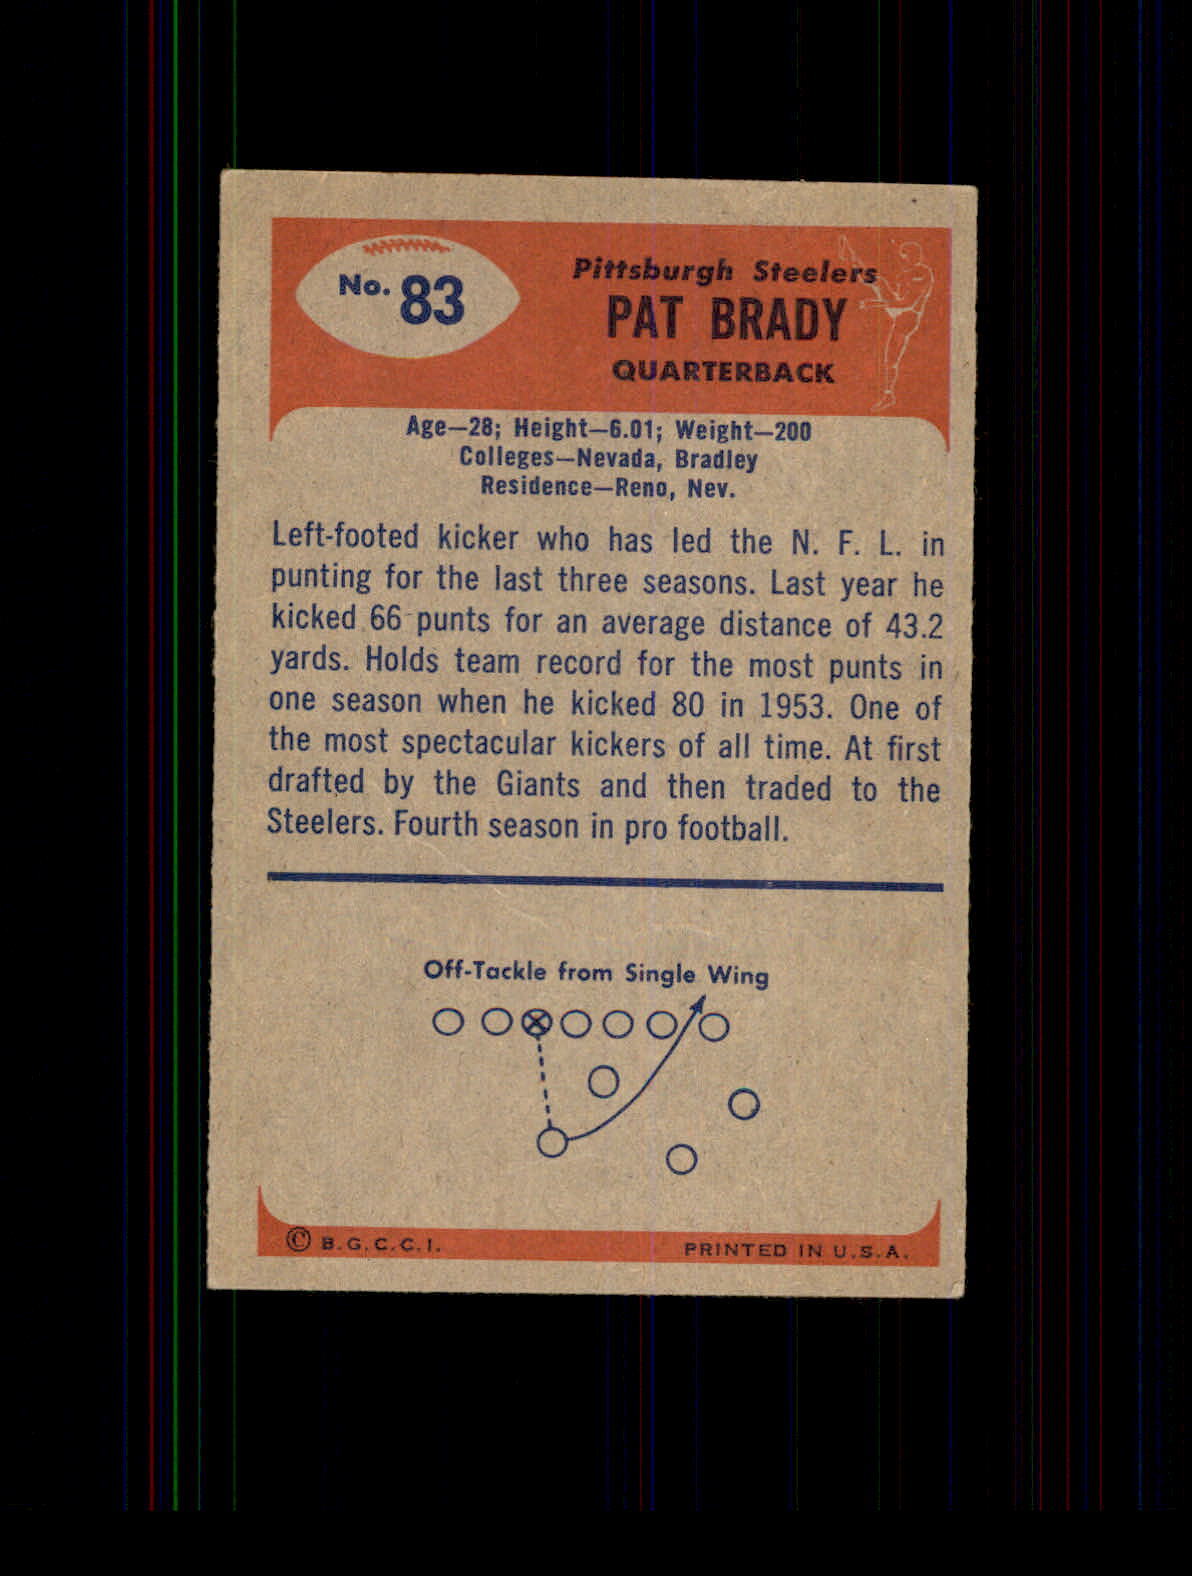 No. 83
Pittsburgh Steelers
PAT BRADY
QUARTERBACK
Age—28; Height—6.01; Weight—200
Colleges—Nevada, Bradley
Residence—Reno, Nev.
Left-footed kicker who has led the N. F. L. in
punting for the last three seasons. Last year he
kicked 66 punts for an average distance of 43.2
yards. Holds team record for the most punts in
one season when he kicked 80 in 1953. One of
the most spectacular kickers of all time. At first
drafted by the Giants and then traded to the
Steelers. Fourth season in pro football.
Off-Tackle from Single Wing
© B.G.C.C.I.
PRINTED IN U.S.A.